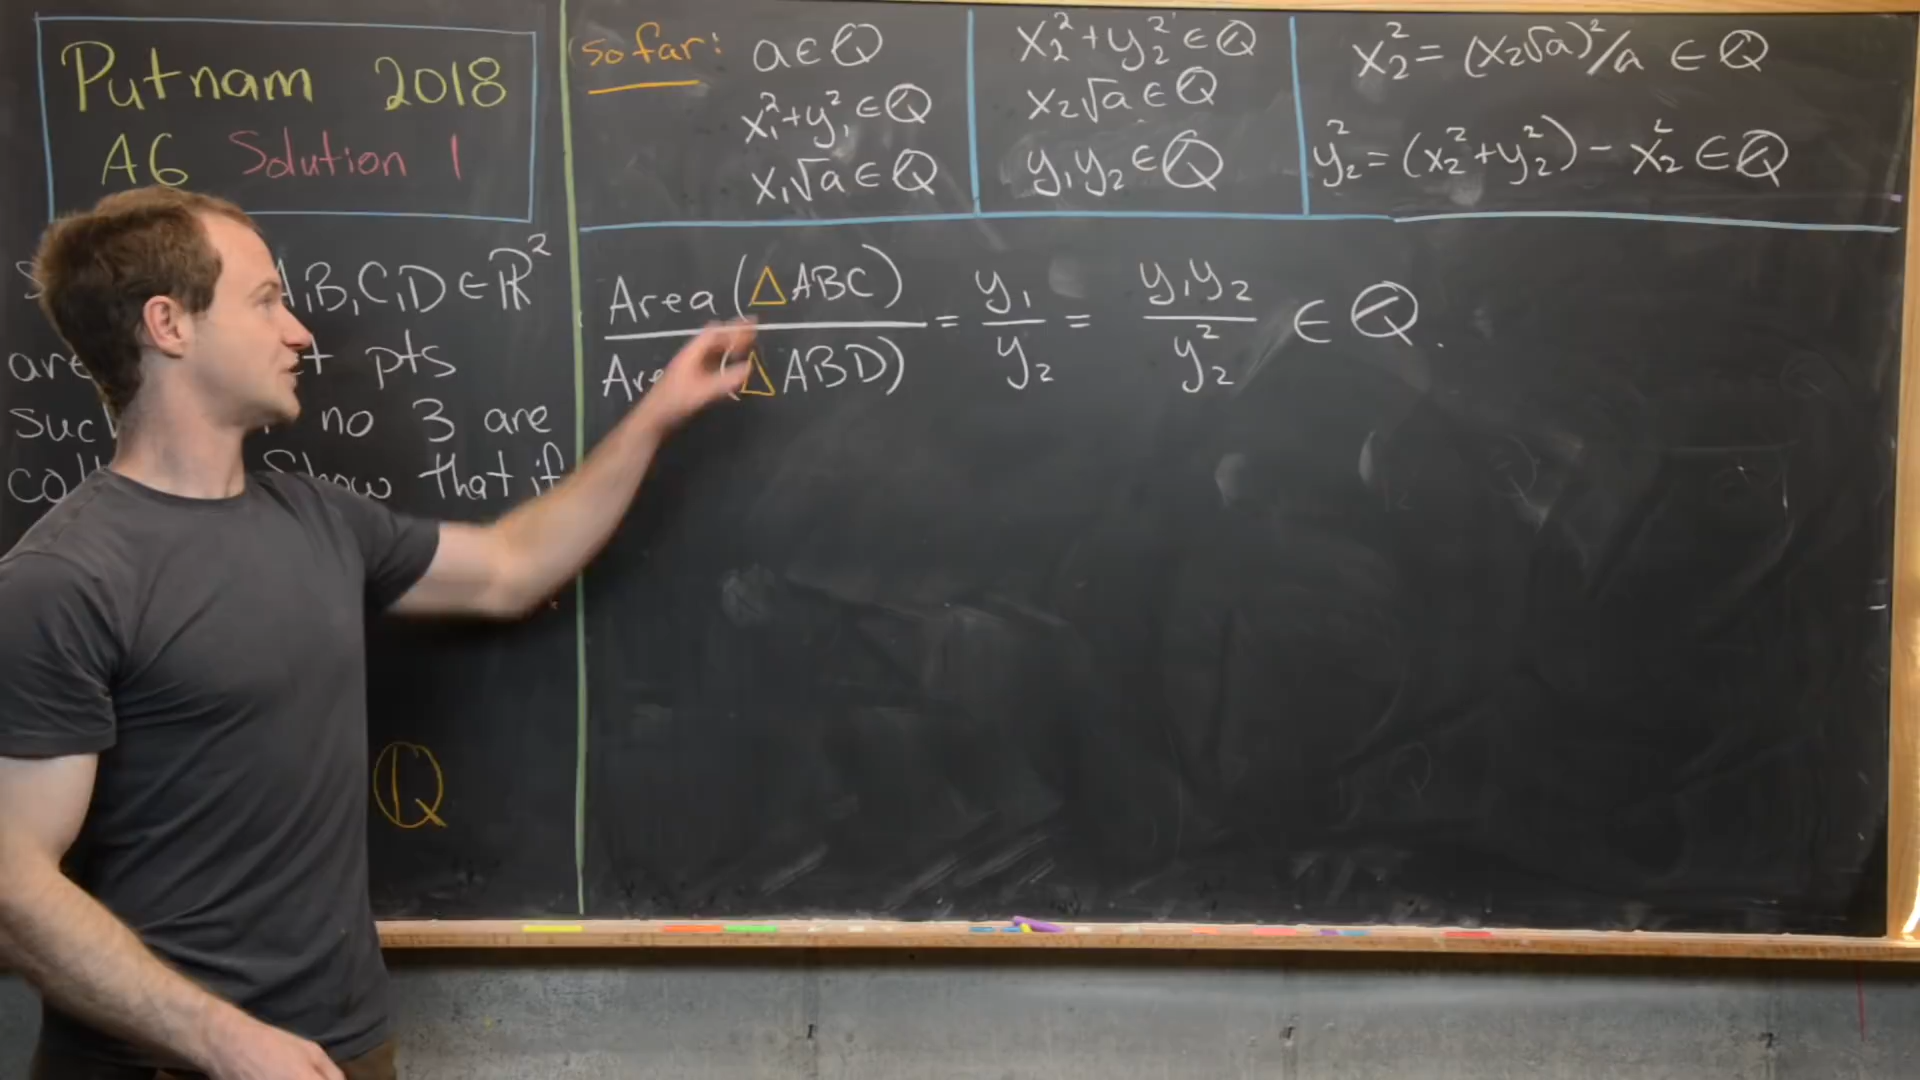 Putnam 2018
A6 Solution 1
A,B,C,D ∈ ℝ²
are pts
no 3 are
Show that if
ℚ
so far:
a ∈ ℚ
x₁²+y₁² ∈ ℚ
x₁√a ∈ ℚ
x₂²+y₂² ∈ ℚ
x₂√a ∈ ℚ
y₁y₂ ∈ ℚ
x₂² = (x₂√a)²/a ∈ ℚ
y₂² = (x₂²+y₂²) - x₂² ∈ ℚ
Area (△ABC) / Area (△ABD) = y₁/y₂ = y₁y₂/y₂² ∈ ℚ.